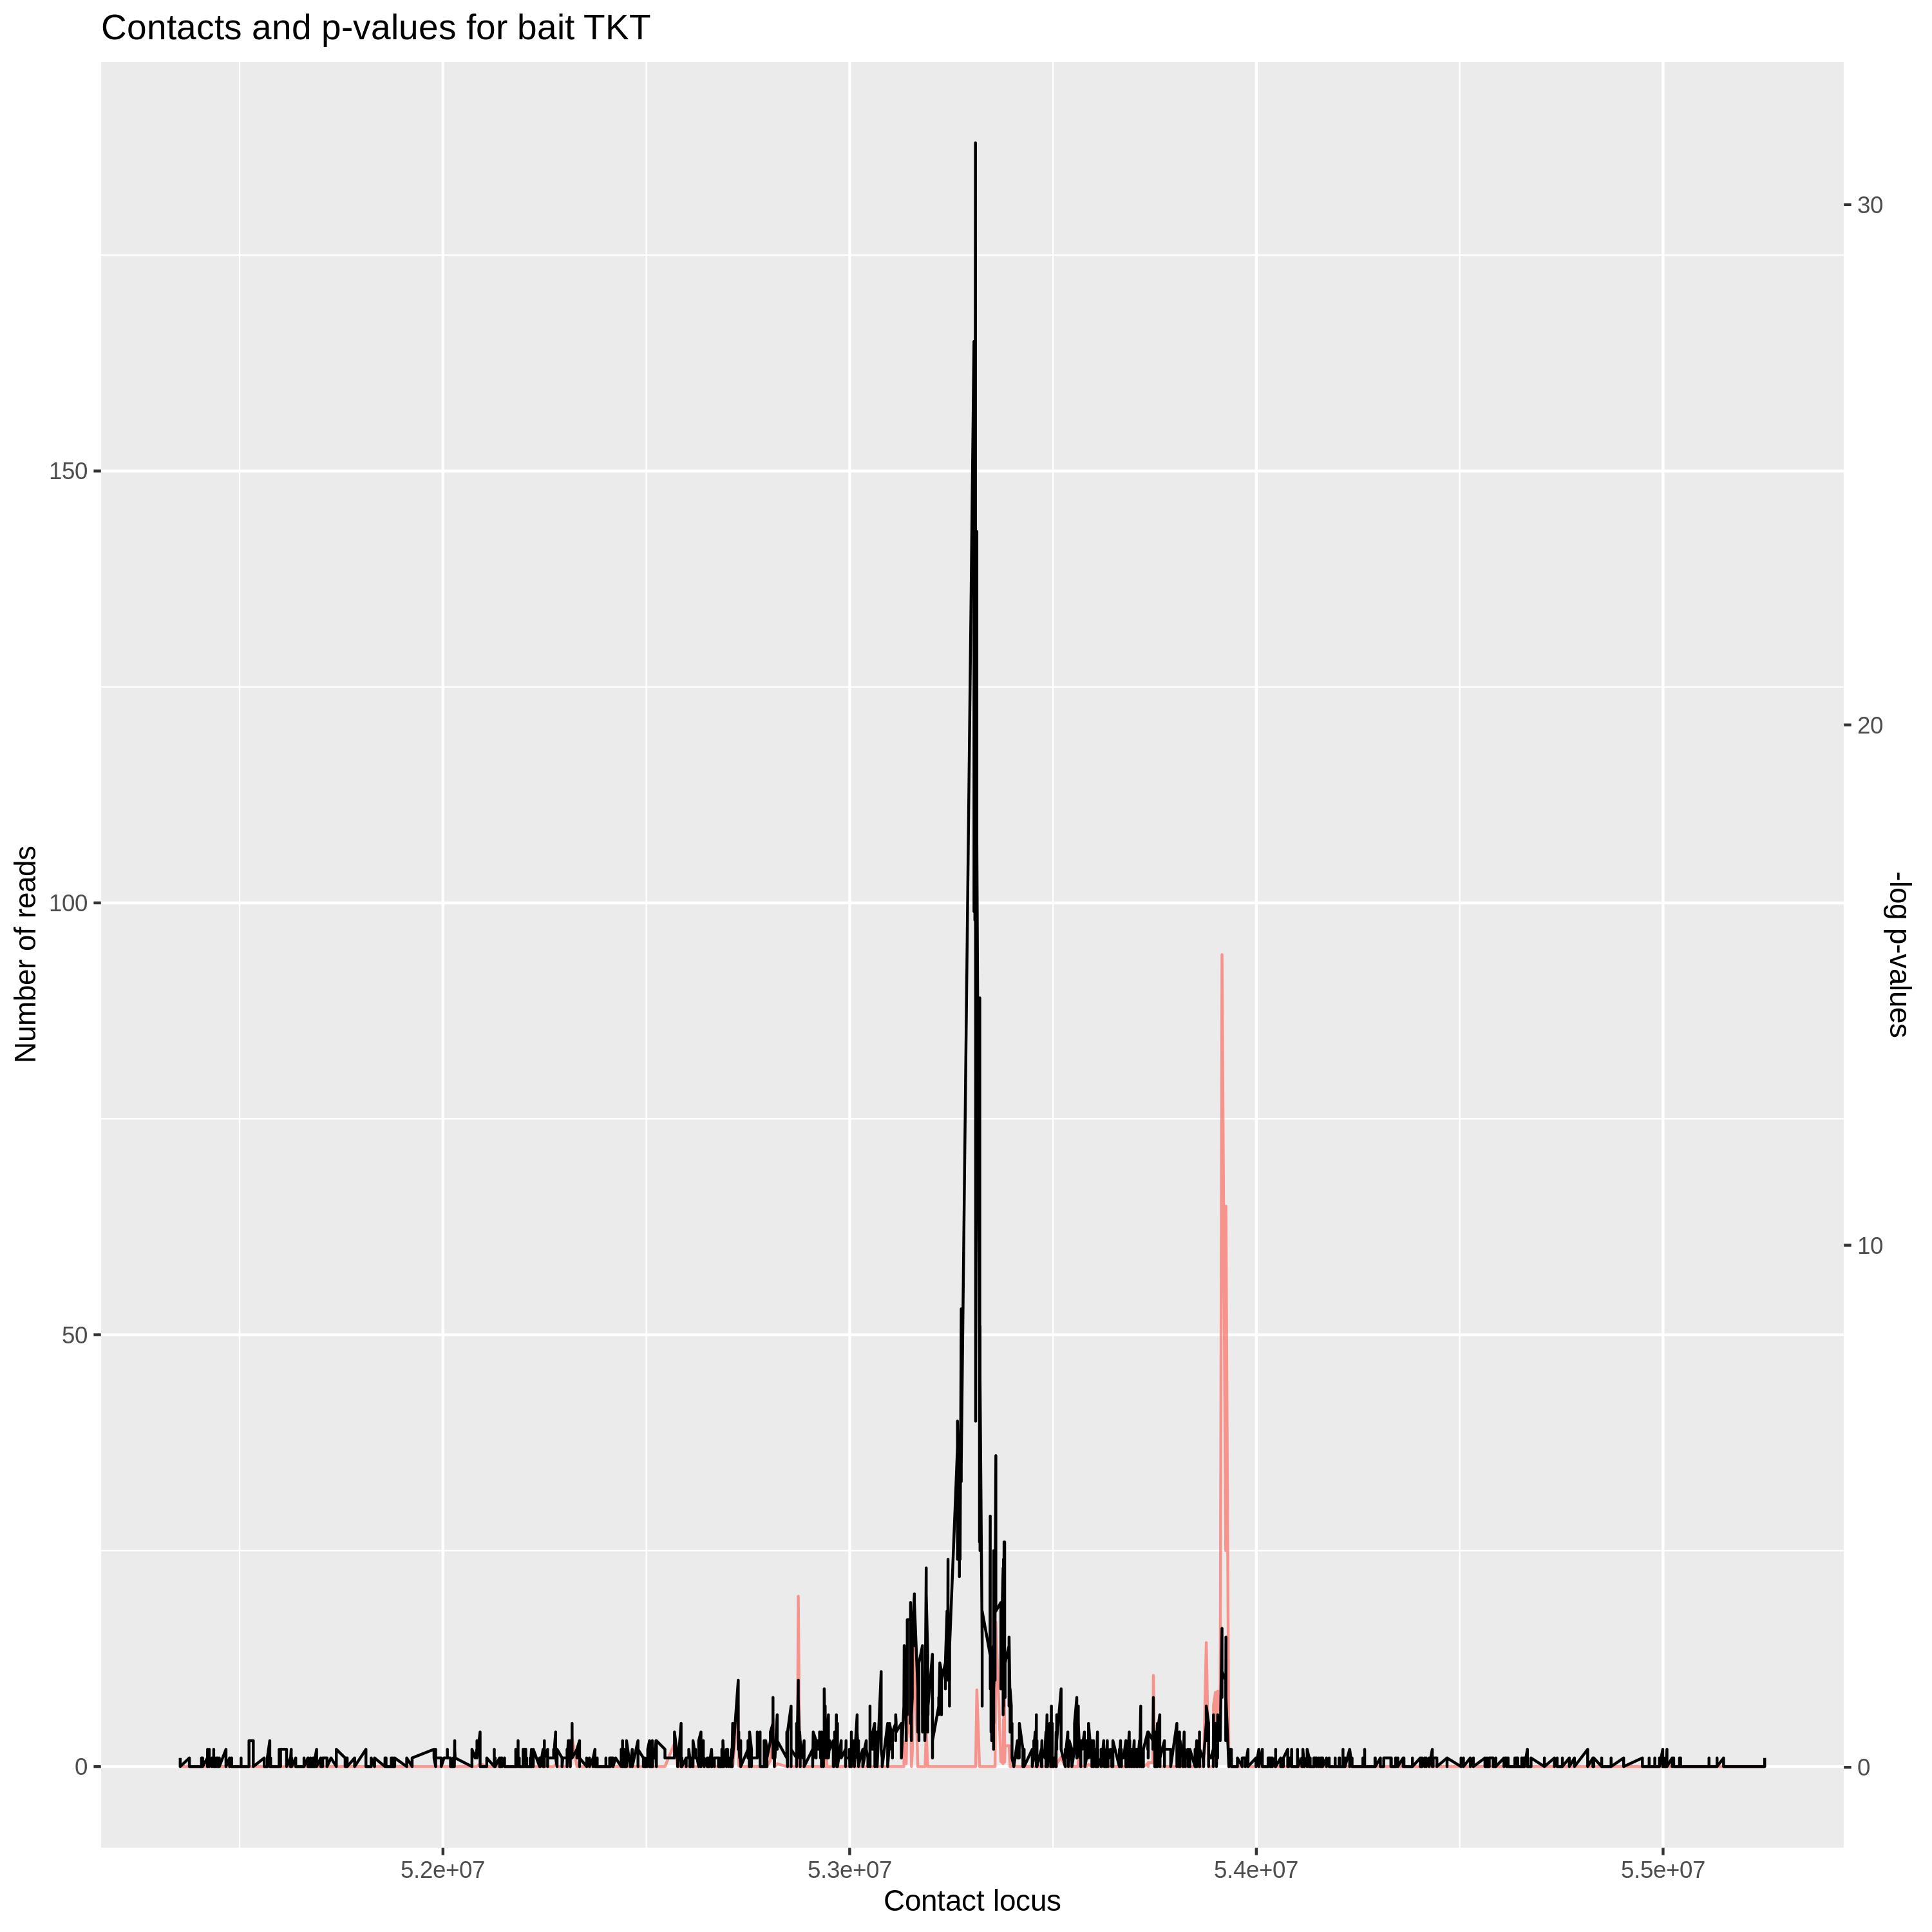 Contacts and p-values for bait TKT
Number of reads
150
100
50
0
30
20
10
0
-log p-values
5.2e+07
5.3e+07
5.4e+07
5.5e+07
Contact locus